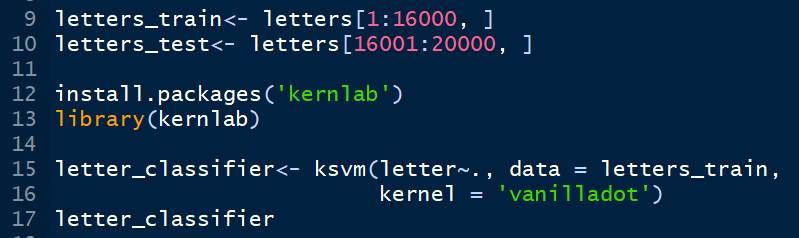 9 letters_train<- letters[1:16000, ]
10 letters_test<- letters[16001:20000, ]
11
12 install.packages('kernlab')
13 library(kernlab)
14
15 letter_classifier<- ksvm(letter~., data = letters_train,
16 kernel = 'vanilladot')
17 letter_classifier